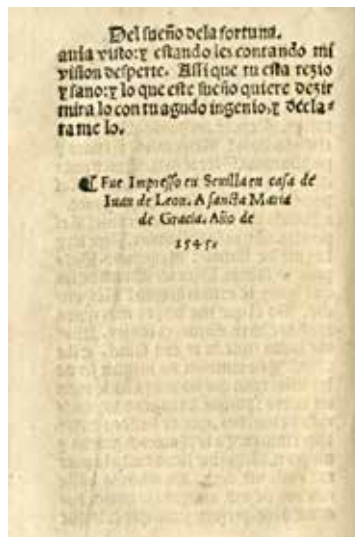 Del sueño dela fortuna.
auia visto: ⁊ estando les contando mi
vision desperte. Assi que tu esta rezio
⁊ sano: ⁊ lo que este sueño quiere dezir
mira lo con tu agudo ingenio, ⁊ decla-
ra me lo.
☙ Fue Impresso en Sevilla en casa de
Iuan de Leon. A sancta Maria
de Gracia. Año de
1545.